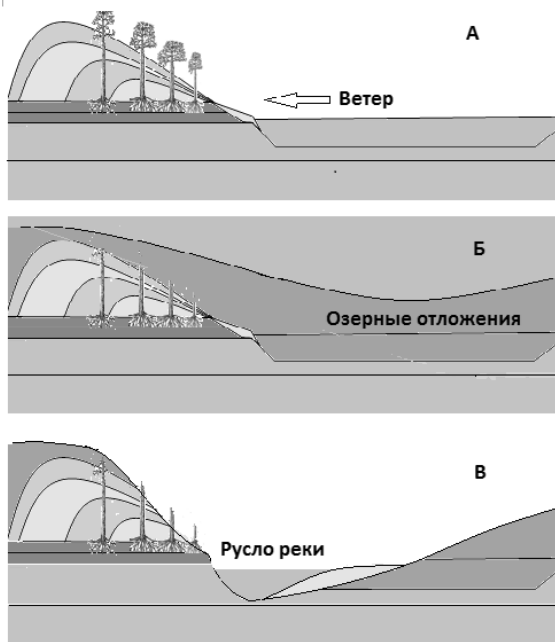 А
Ветер
Б
Озерные отложения
В
Русло реки